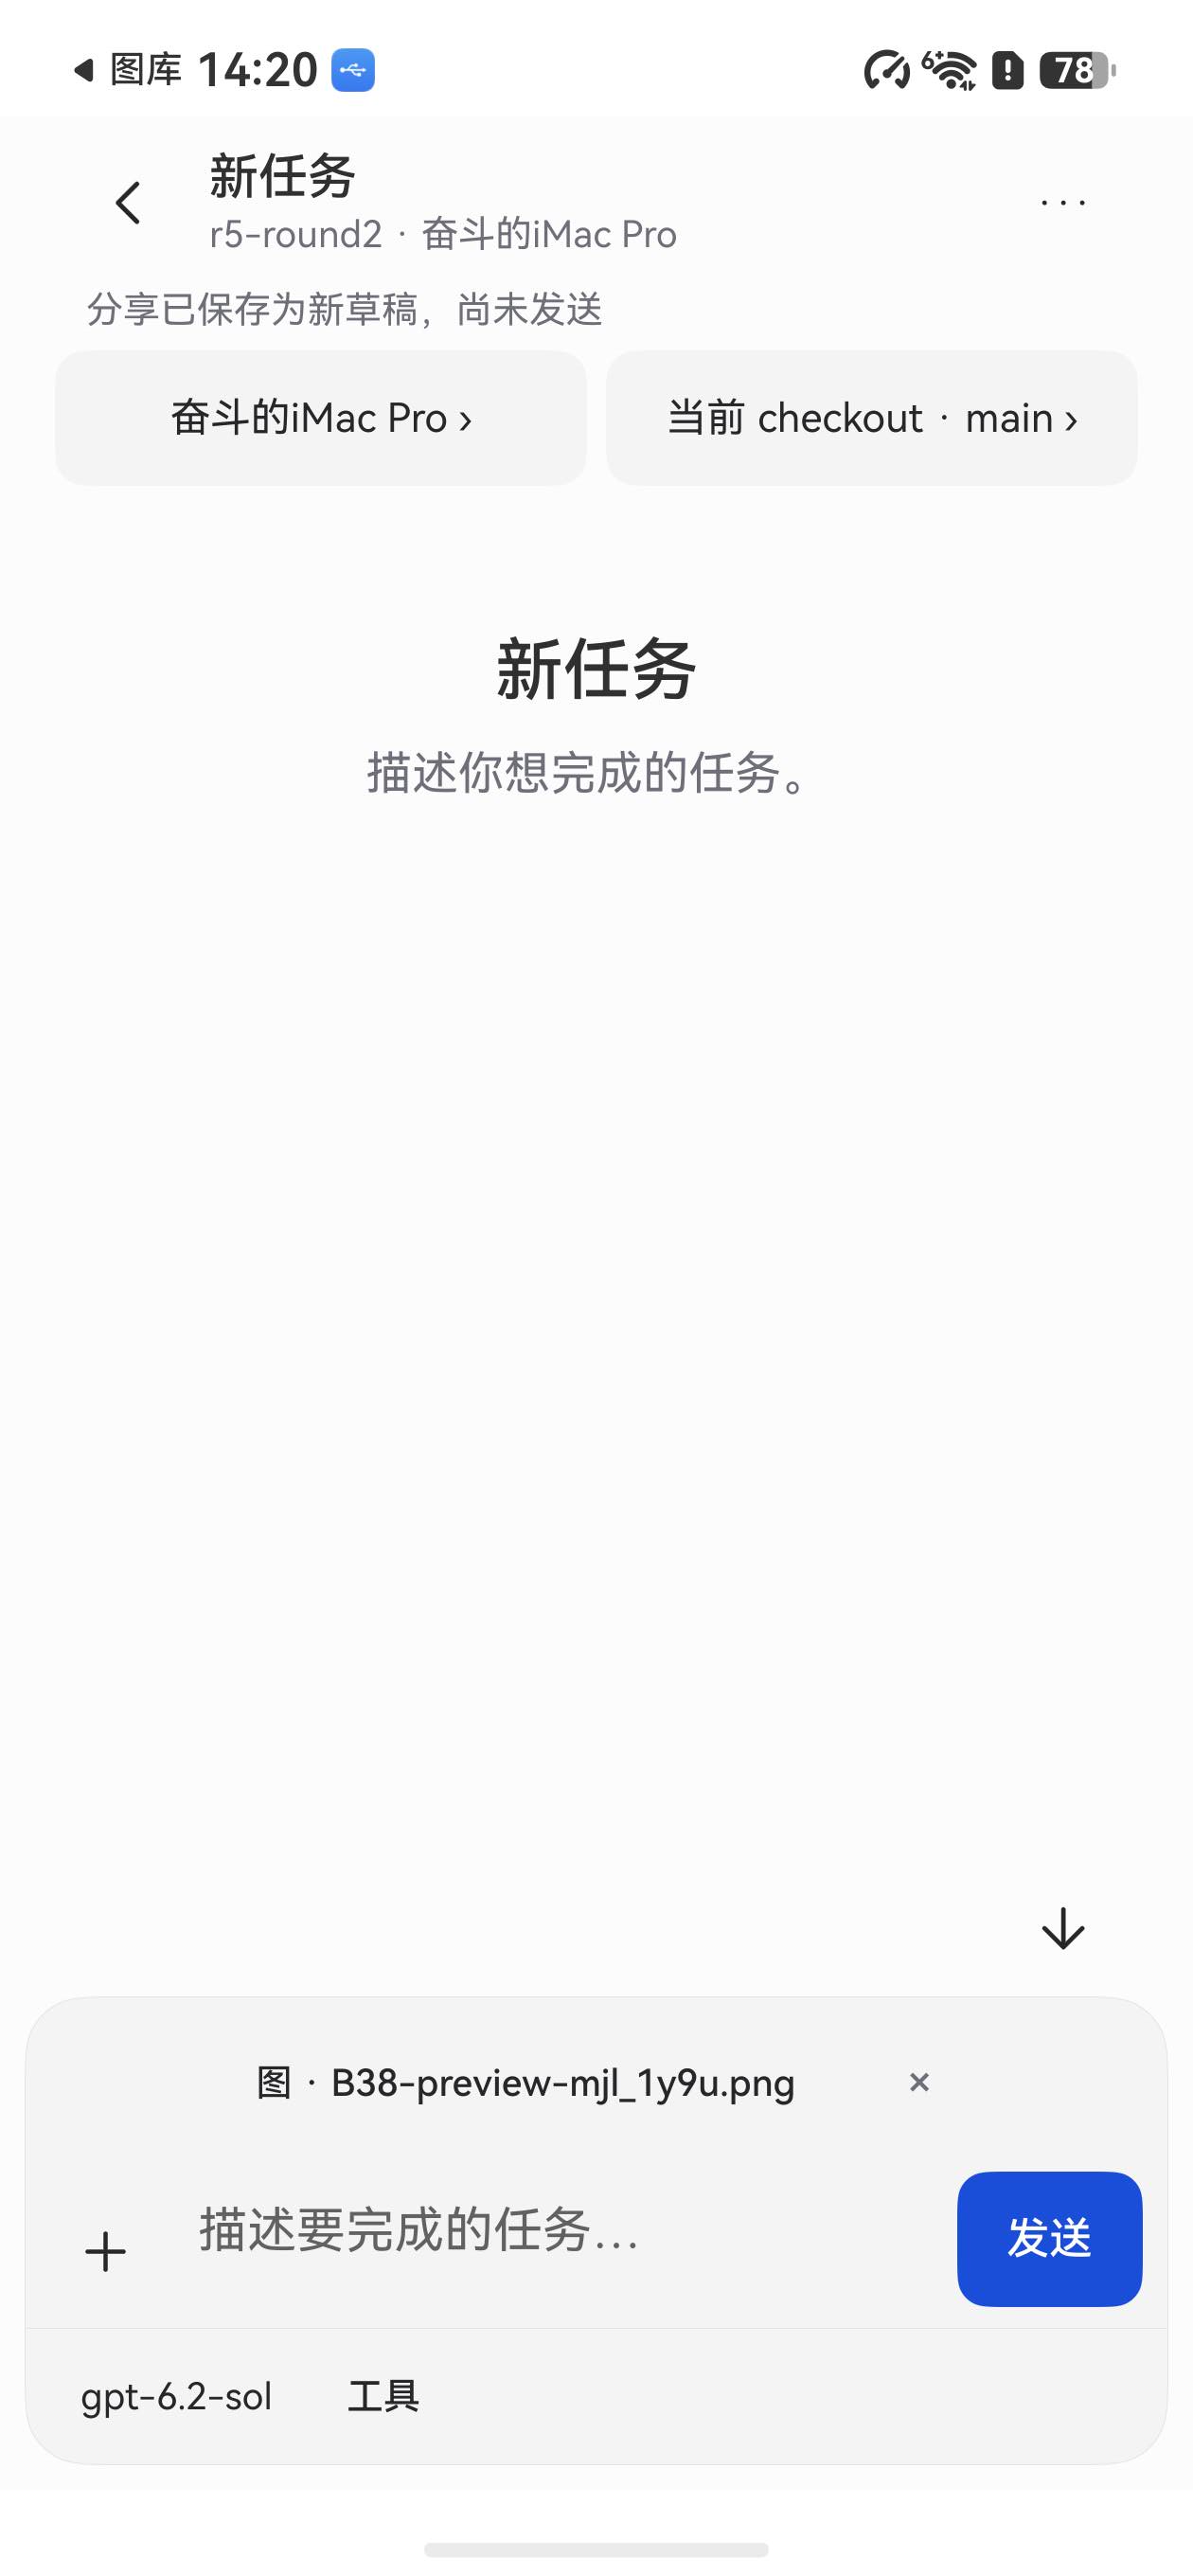 图库 14:20
78
新任务
r5-round2 · 奋斗的iMac Pro
分享已保存为新草稿，尚未发送
奋斗的iMac Pro ›
当前 checkout · main ›
新任务
描述你想完成的任务。
图 · B38-preview-mjl_1y9u.png ×
描述要完成的任务...
发送
gpt-6.2-sol 工具